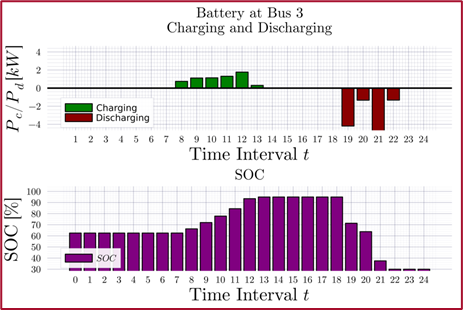 Battery at Bus 3
Charging and Discharging
P_c/P_d [kW]
4
2
0
−2
−4
Charging
Discharging
1 2 3 4 5 6 7 8 9 10 11 12 13 14 15 16 17 18 19 20 21 22 23 24
Time Interval t
SOC
SOC [%]
100
90
80
70
60
50
40
30
SOC
0 1 2 3 4 5 6 7 8 9 10 11 12 13 14 15 16 17 18 19 20 21 22 23 24
Time Interval t